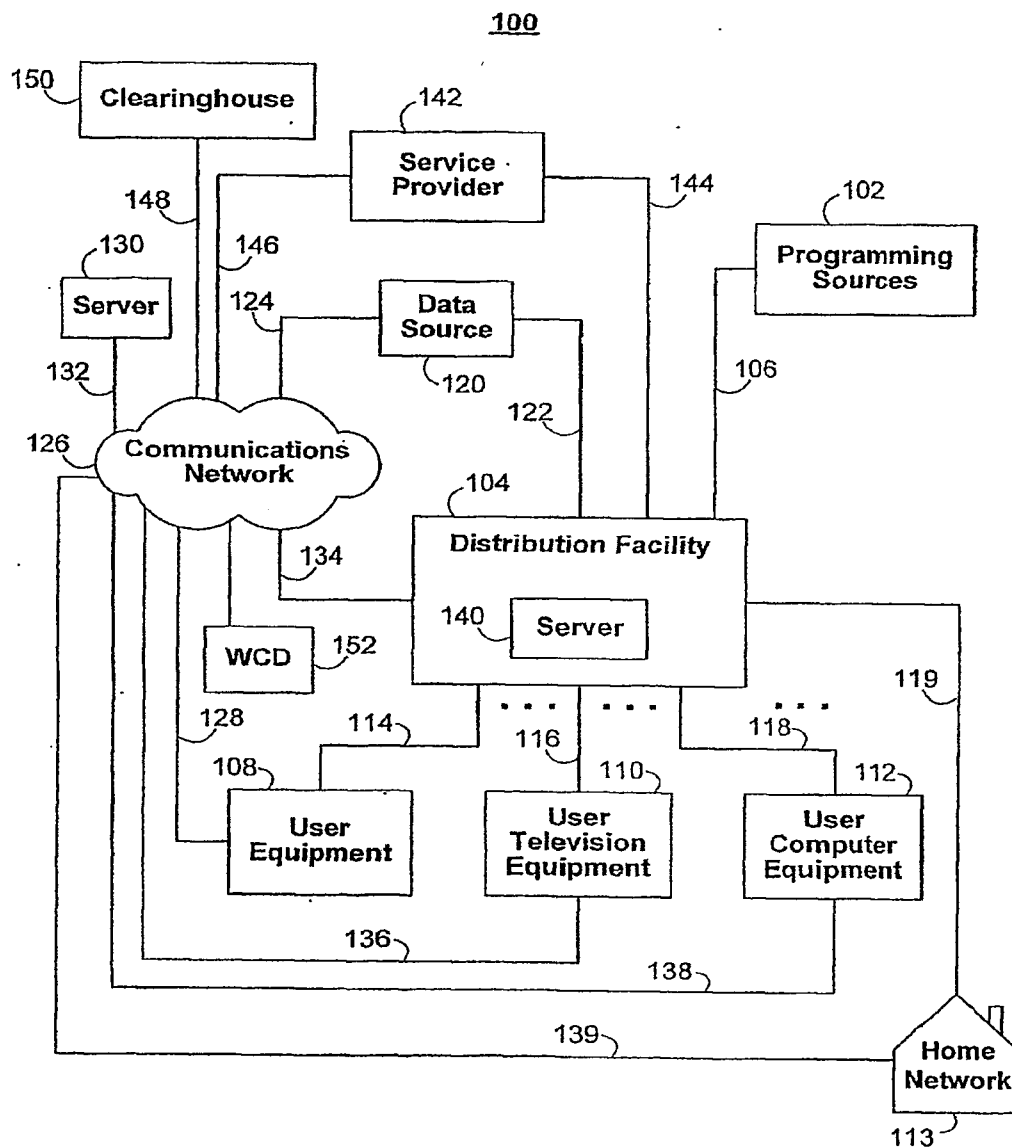 100
150
Clearinghouse
142
Service
Provider
148
144
102
Programming
Sources
130
Server
146
124
Data
Source
120
132
106
122
126
Communications
Network
104
Distribution Facility
134
140
Server
WCD
152
119
128
114
116
118
108
User
Equipment
110
User
Television
Equipment
112
User
Computer
Equipment
136
138
139
Home
Network
113